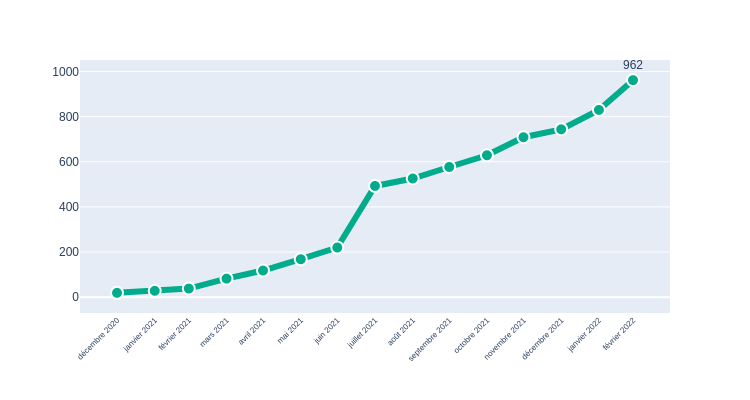 962
1000
800
600
400
200
0
décembre 2020
janvier 2021
février 2021
mars 2021
avril 2021
mai 2021
juin 2021
juillet 2021
août 2021
septembre 2021
octobre 2021
novembre 2021
décembre 2021
janvier 2022
février 2022